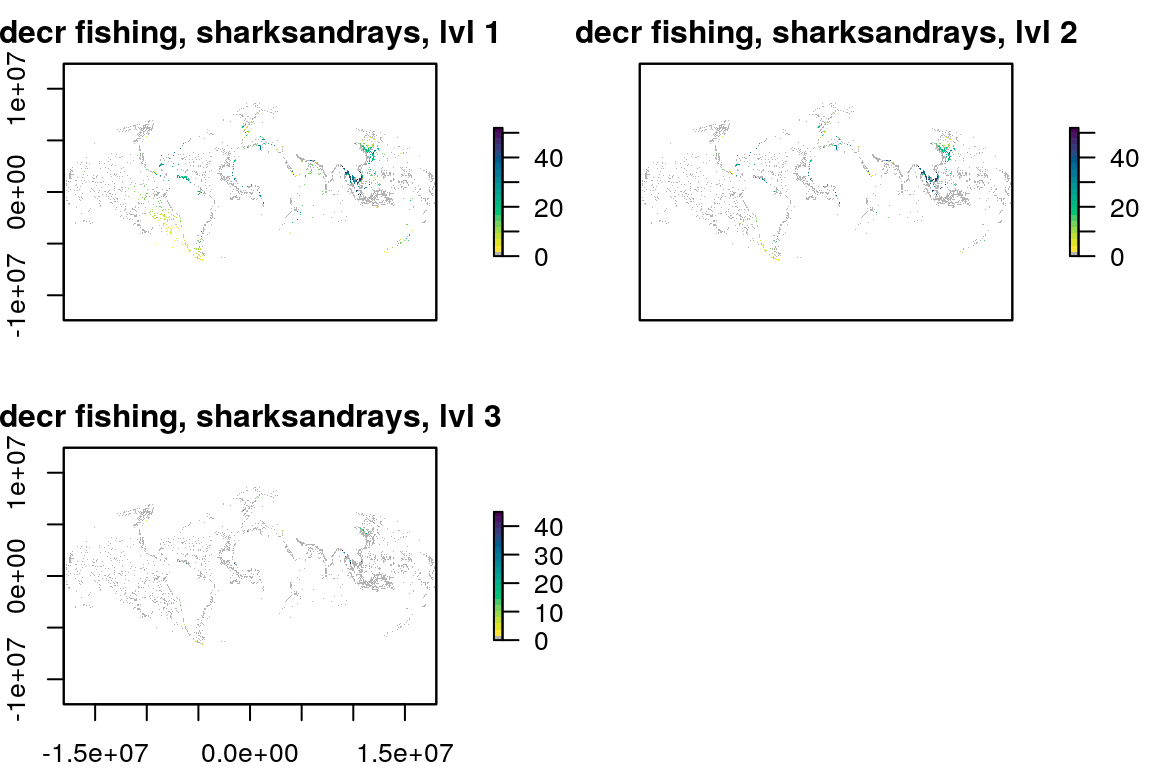 decr fishing, sharksandrays, lvl 1
decr fishing, sharksandrays, lvl 2
1e+07
0e+00
-1e+07
40
20
0
40
20
0
decr fishing, sharksandrays, lvl 3
1e+07
0e+00
-1e+07
40
30
20
10
0
-1.5e+07 0.0e+00 1.5e+07